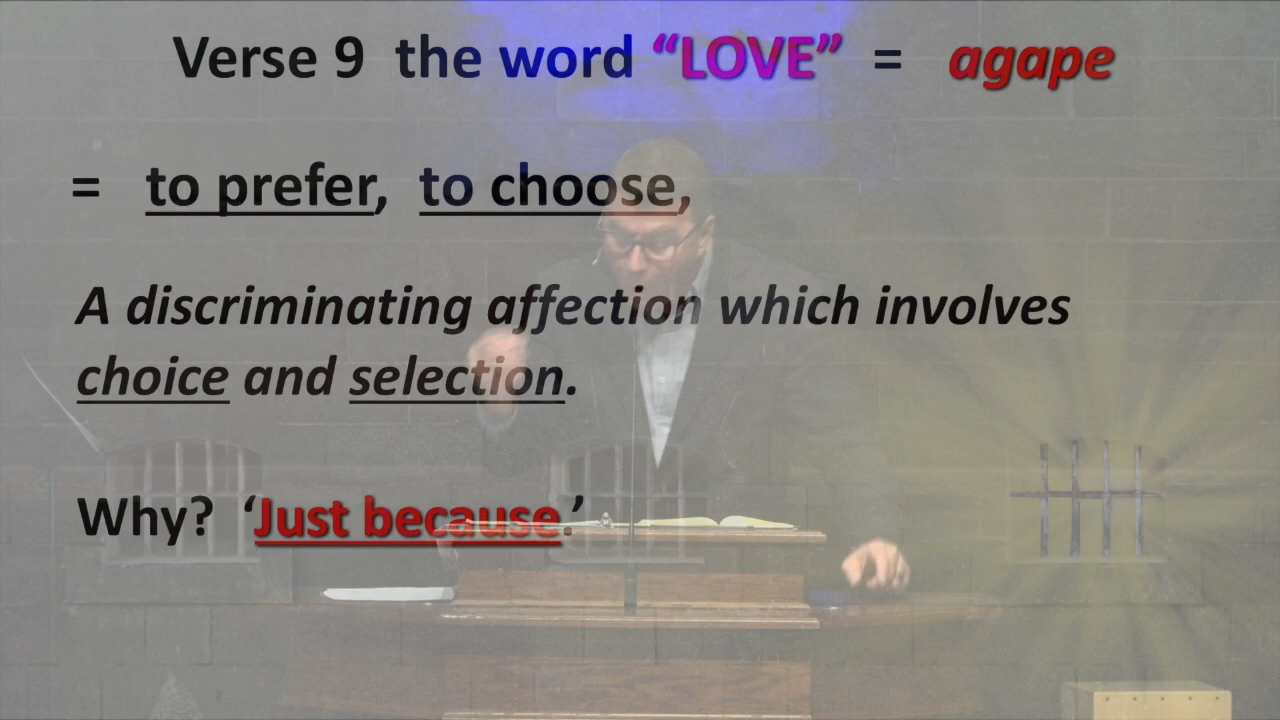 Verse 9 the word “LOVE” = agape
= to prefer, to choose,
A discriminating affection which involves
choice and selection.
Why? ‘Just because.’